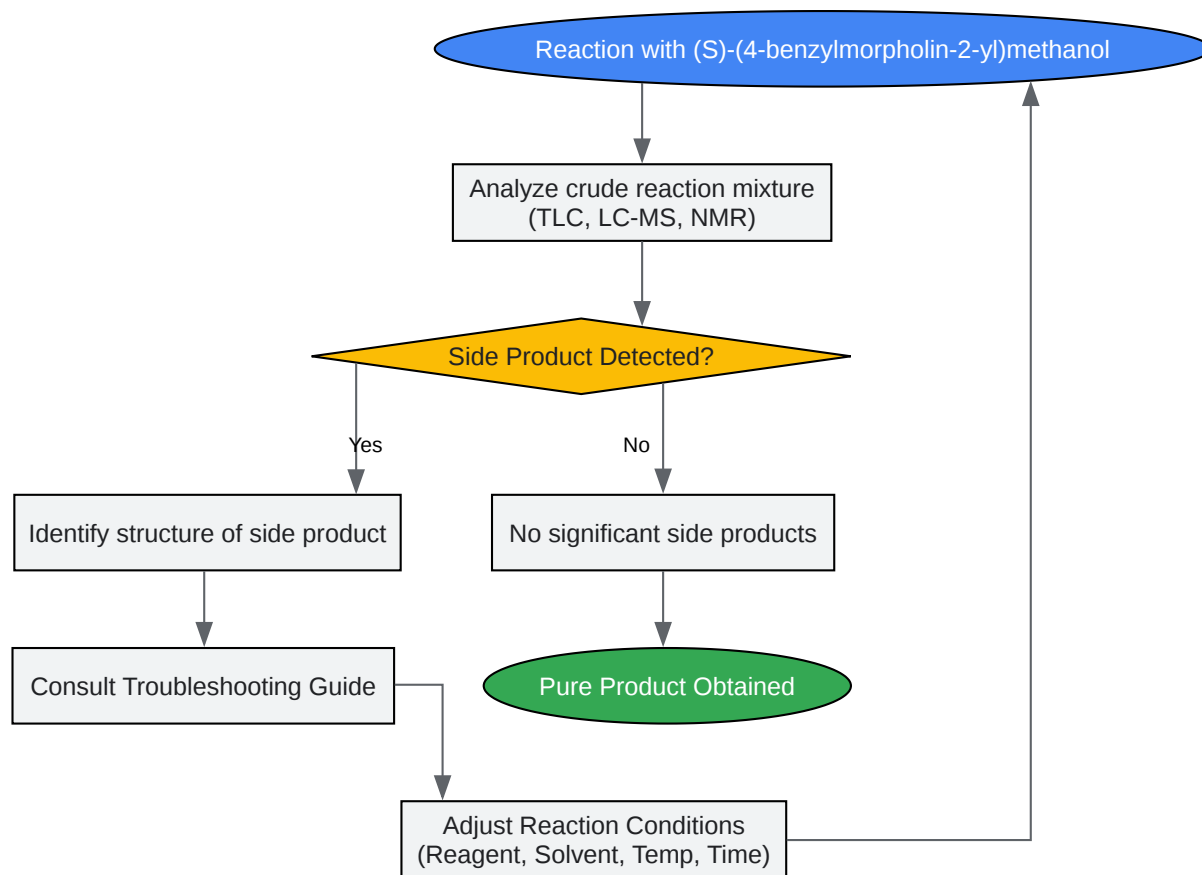 Reaction with (S)-(4-benzylmorpholin-2-yl)methanol
Analyze crude reaction mixture
(TLC, LC-MS, NMR)
Side Product Detected?
Yes
No
Identify structure of side product
No significant side products
Consult Troubleshooting Guide
Pure Product Obtained
Adjust Reaction Conditions
(Reagent, Solvent, Temp, Time)